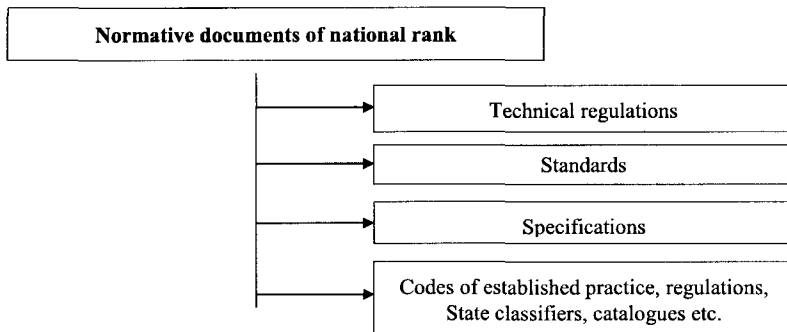 Normative documents of national rank
Technical regulations
Standards
Specifications
Codes of established practice, regulations,
State classifiers, catalogues etc.